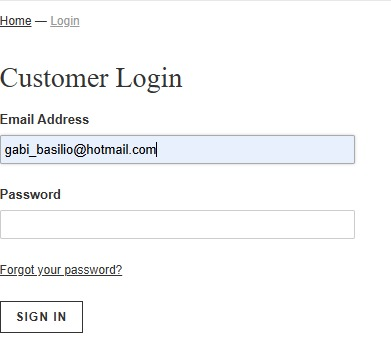 Home — Login
Customer Login
Email Address
gabi_basilio@hotmail.com
Password
Forgot your password?
SIGN IN